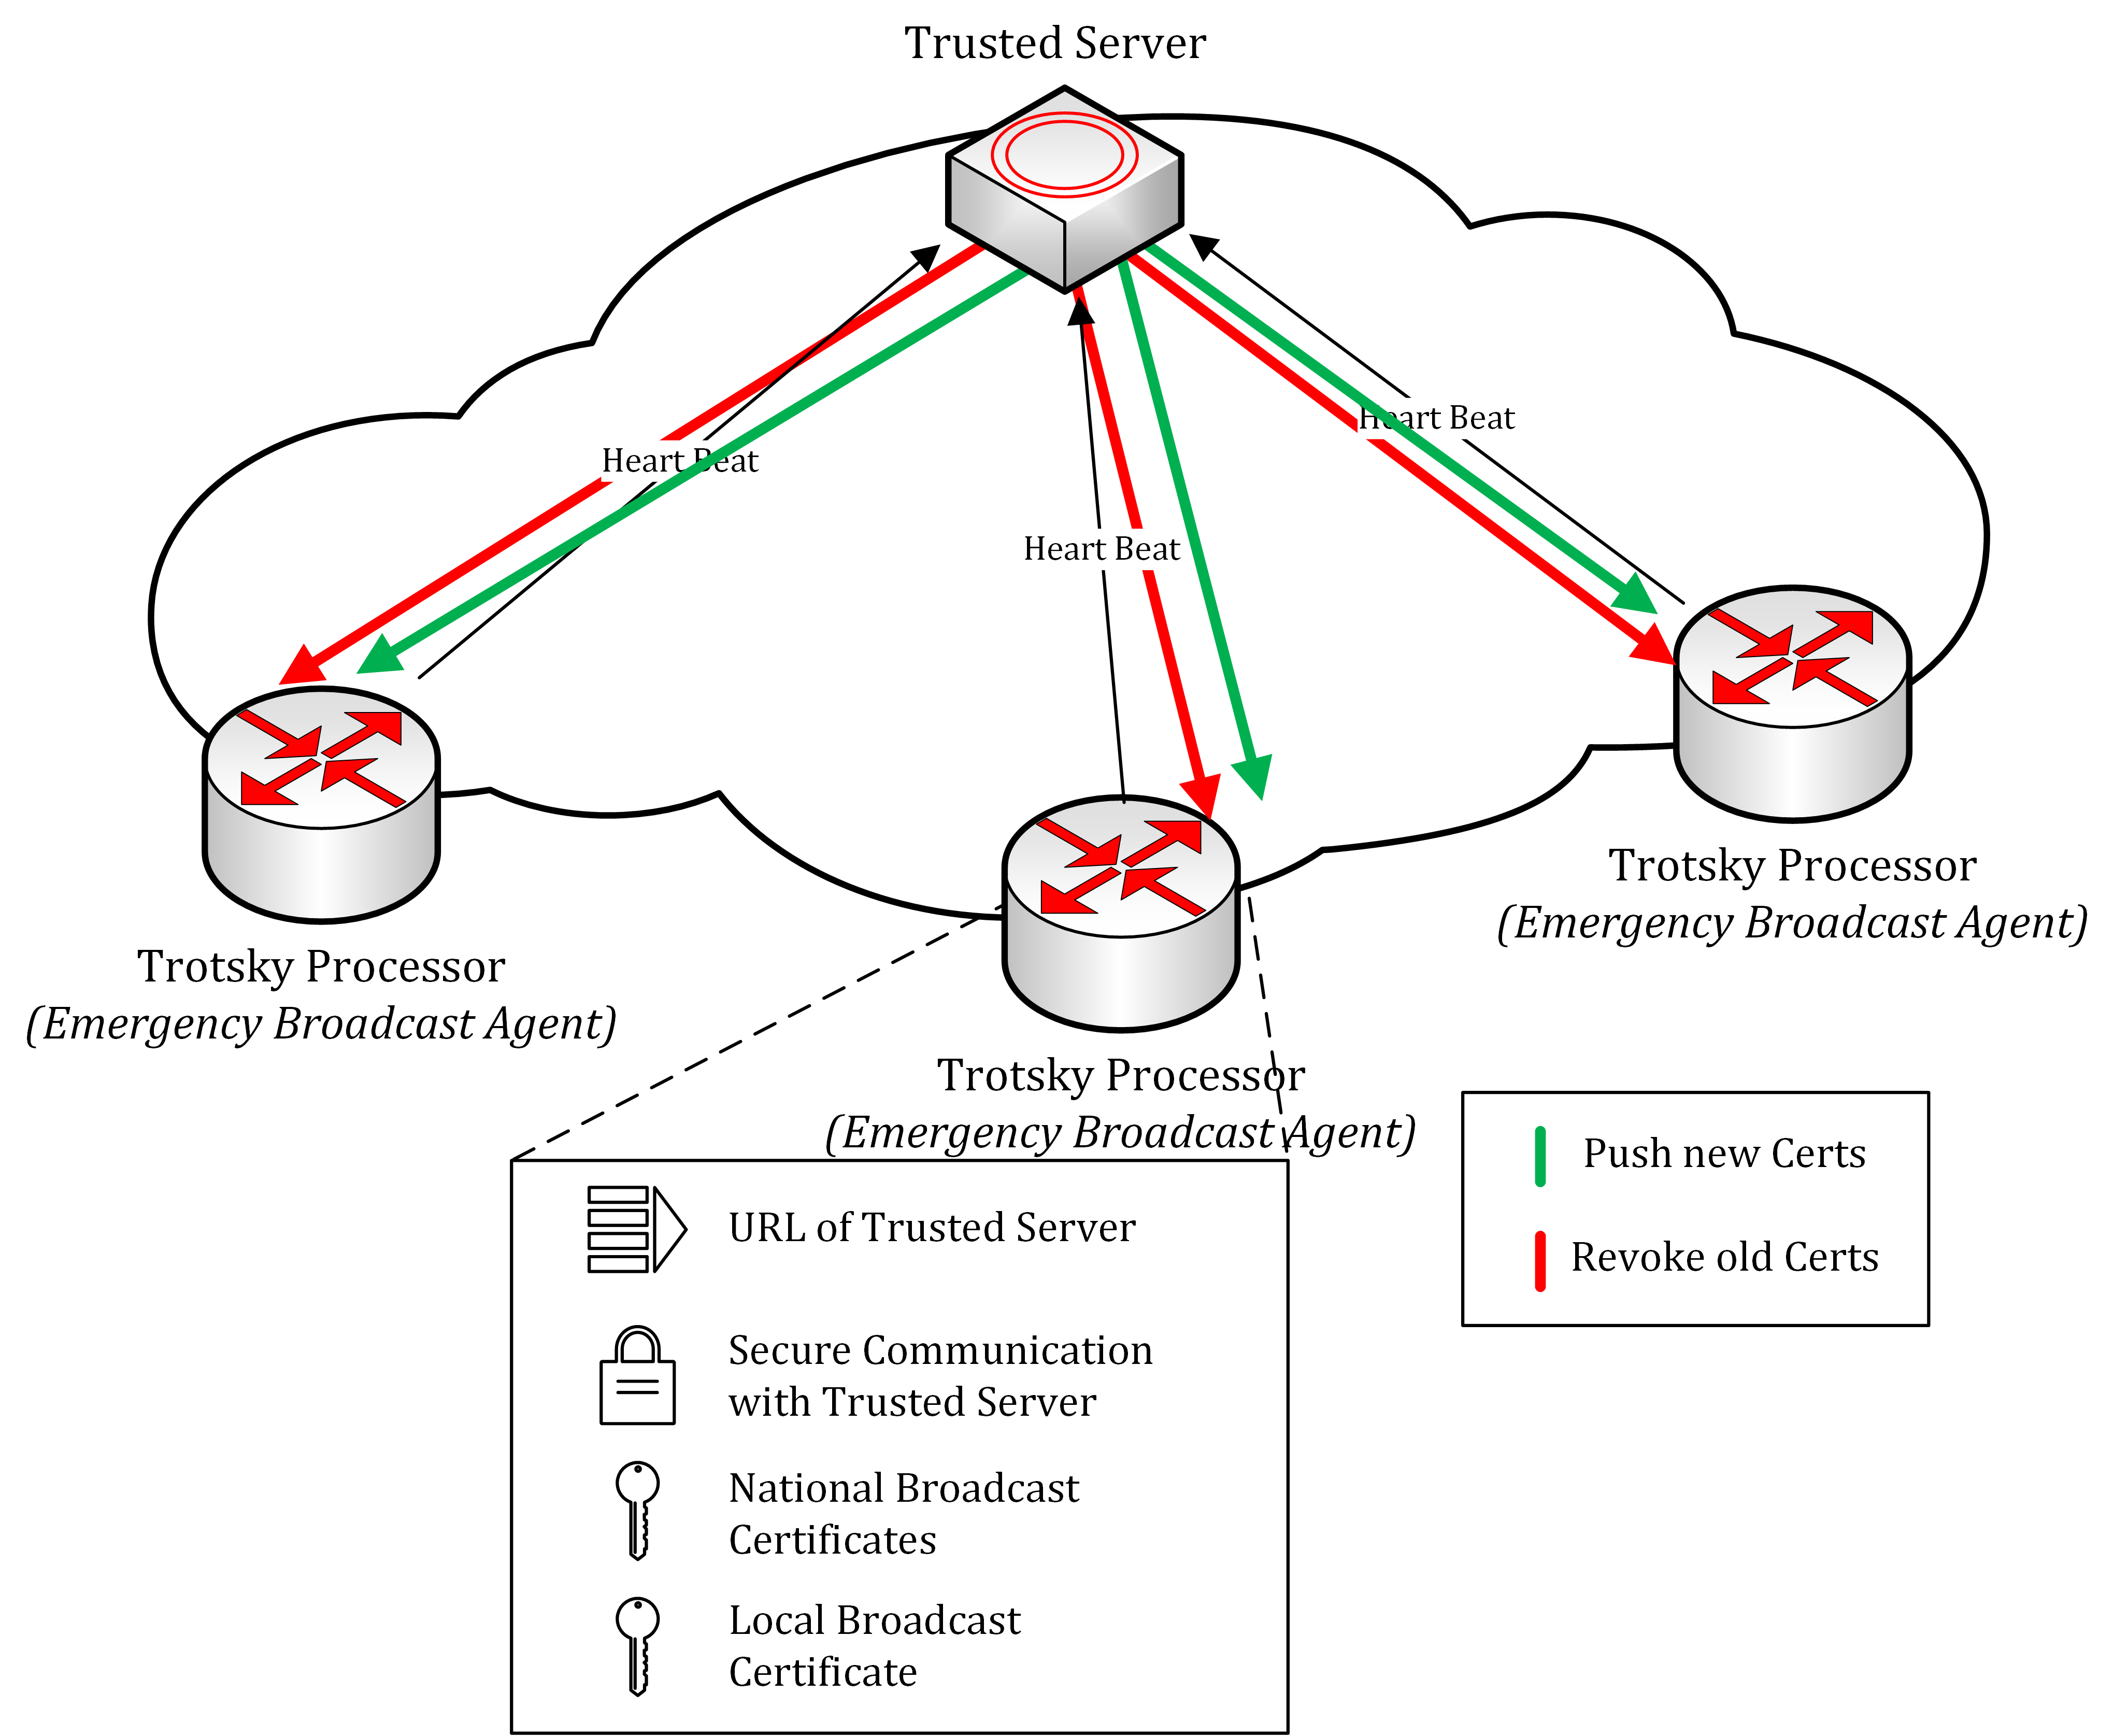 Trusted Server
Heart Beat
Heart Beat
Heart Beat
Trotsky Processor
(Emergency Broadcast Agent)
Trotsky Processor
(Emergency Broadcast Agent)
Trotsky Processor
(Emergency Broadcast Agent)
URL of Trusted Server
Secure Communication
with Trusted Server
National Broadcast
Certificates
Local Broadcast
Certificate
Push new Certs
Revoke old Certs